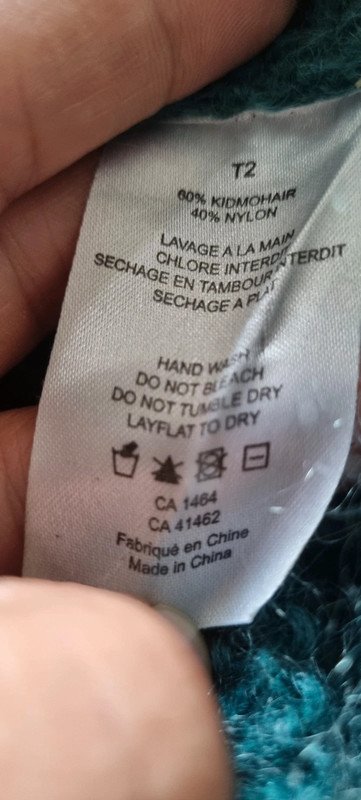 T2
60% KIDMOHAIR
40% NYLON
LAVAGE A LA MAIN
CHLORE INTERDIT
SECHAGE EN TAMBOUR INTERDIT
SECHAGE A PLAT
HAND WASH
DO NOT BLEACH
DO NOT TUMBLE DRY
LAYFLAT TO DRY
CA 1464
CA 41462
Fabriqué en Chine
Made in China